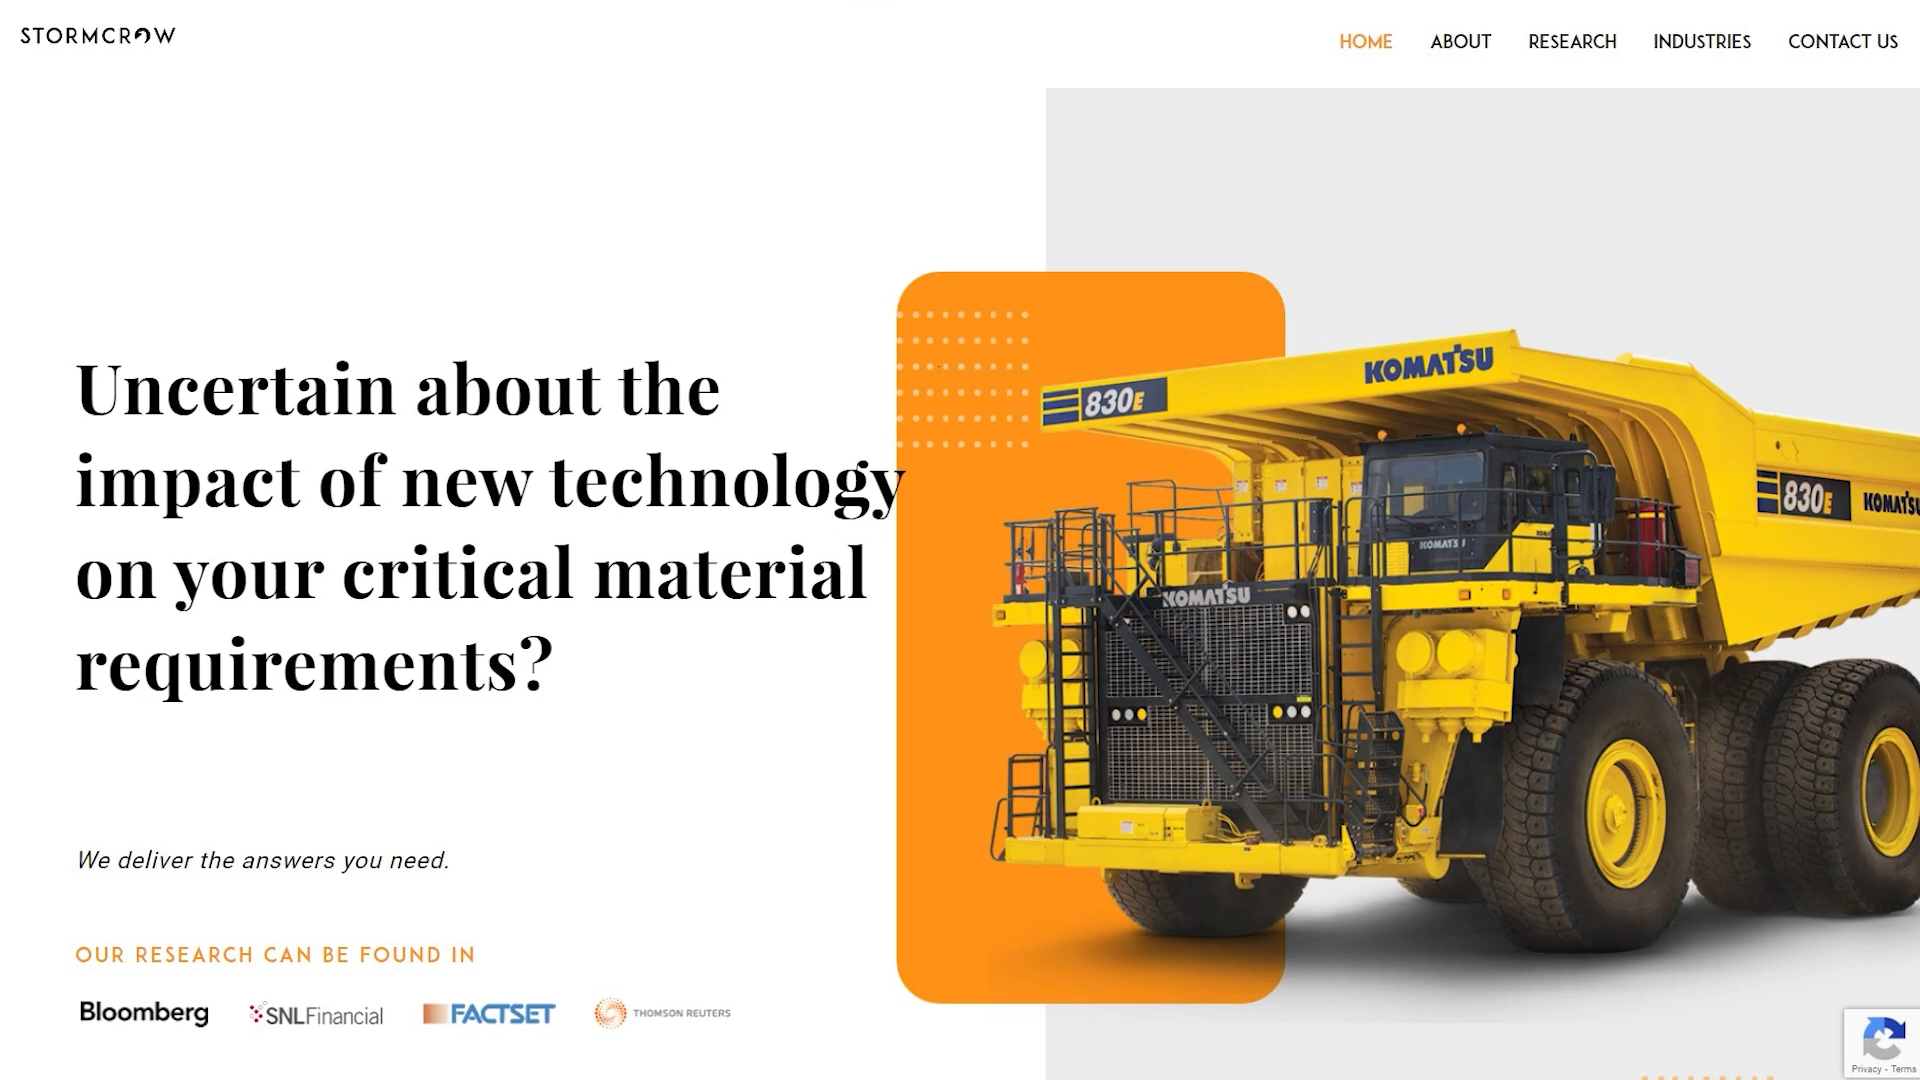 STORMCROW
HOME ABOUT RESEARCH INDUSTRIES CONTACT US
Uncertain about the
impact of new technology
on your critical material
requirements?
We deliver the answers you need.
OUR RESEARCH CAN BE FOUND IN
Bloomberg SNLFinancial FACTSET THOMSON REUTERS
KOMATSU
830E
830E KOMATSU
KOMATSU
KOMATSU
Privacy - Terms